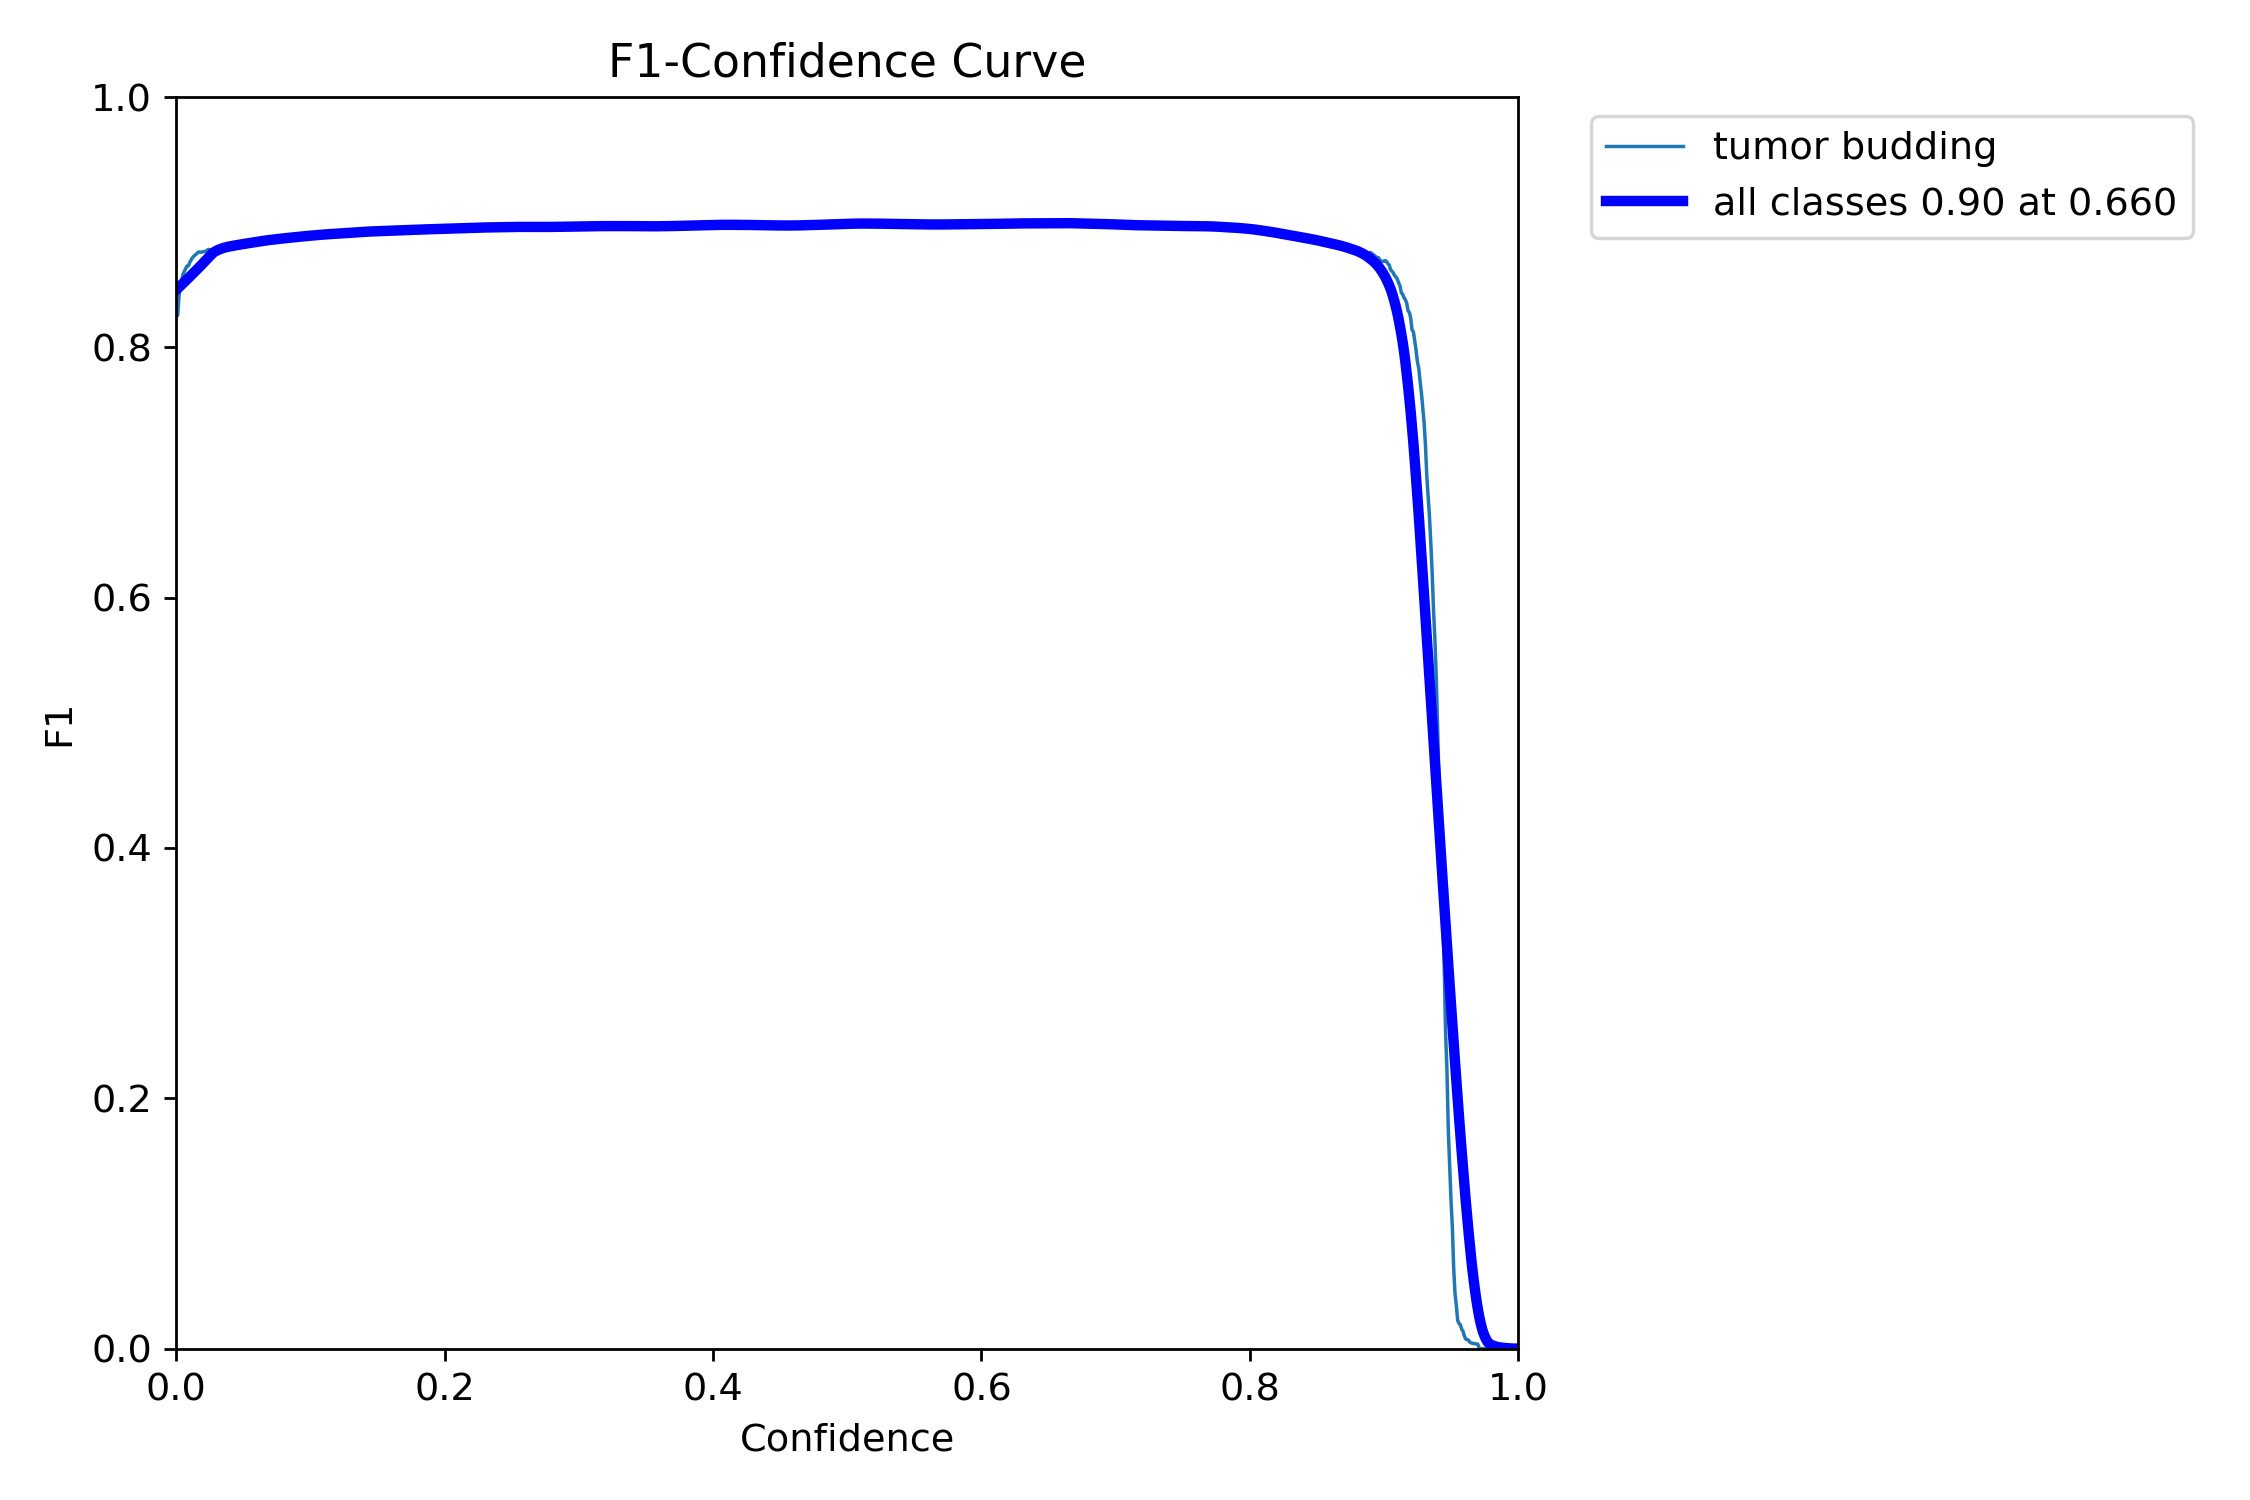 F1-Confidence Curve
tumor budding
all classes 0.90 at 0.660
1.0
0.8
0.6
0.4
0.2
0.0
F1
0.0 0.2 0.4 0.6 0.8 1.0
Confidence